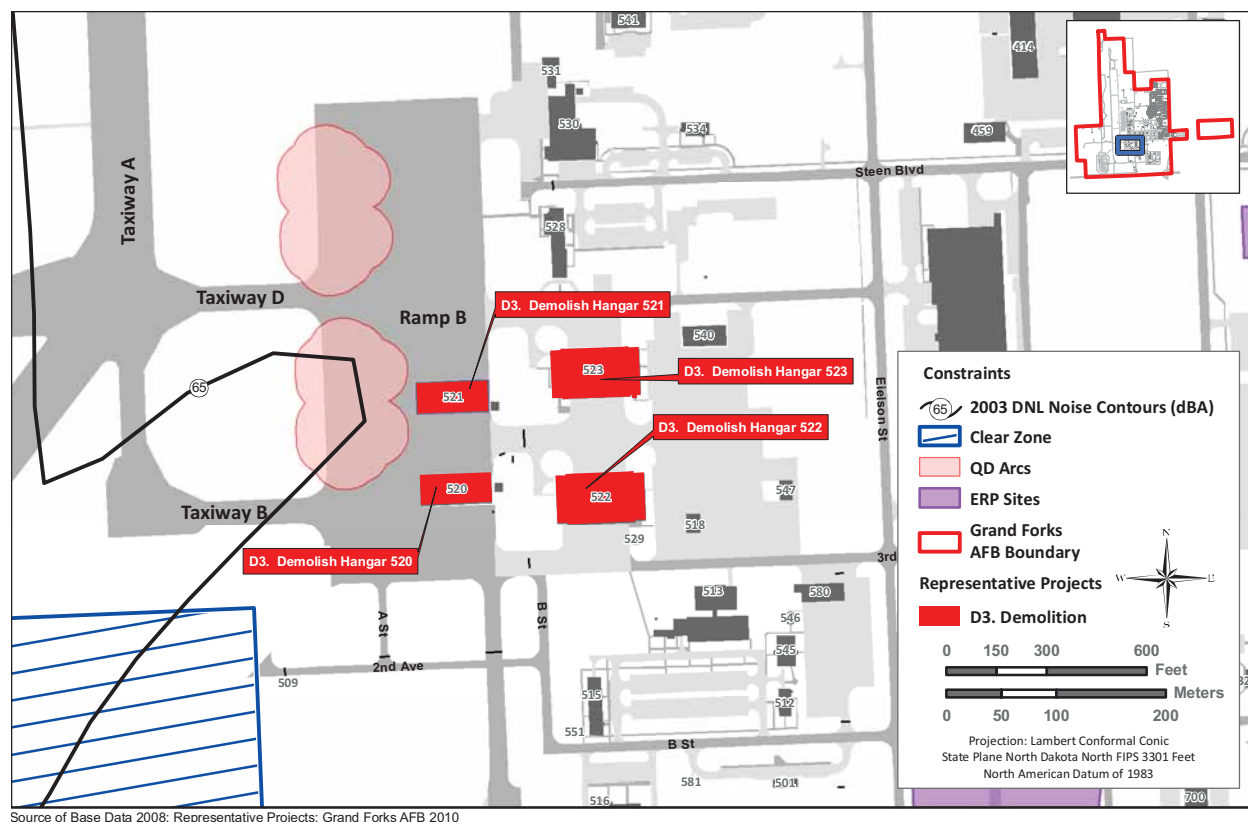 541
414
531
530
534
459
Steen Blvd
Taxiway A
528
Taxiway D
D3. Demolish Hangar 521
Ramp B
540
523
D3. Demolish Hangar 523
521
65
Eielson St
D3. Demolish Hangar 522
520
522
547
Taxiway B
518
529
D3. Demolish Hangar 520
3rd
513
580
A St
B St
546
545
2nd Ave
509
515
512
551
B St
581
501
516
700
Constraints
65
2003 DNL Noise Contours (dBA)
Clear Zone
QD Arcs
ERP Sites
Grand Forks
AFB Boundary
N
W
E
S
Representative Projects
D3. Demolition
0 150 300 600
Feet
Meters
0 50 100 200
Projection: Lambert Conformal Conic
State Plane North Dakota North FIPS 3301 Feet
North American Datum of 1983
Source of Base Data 2008; Representative Projects: Grand Forks AFB 2010